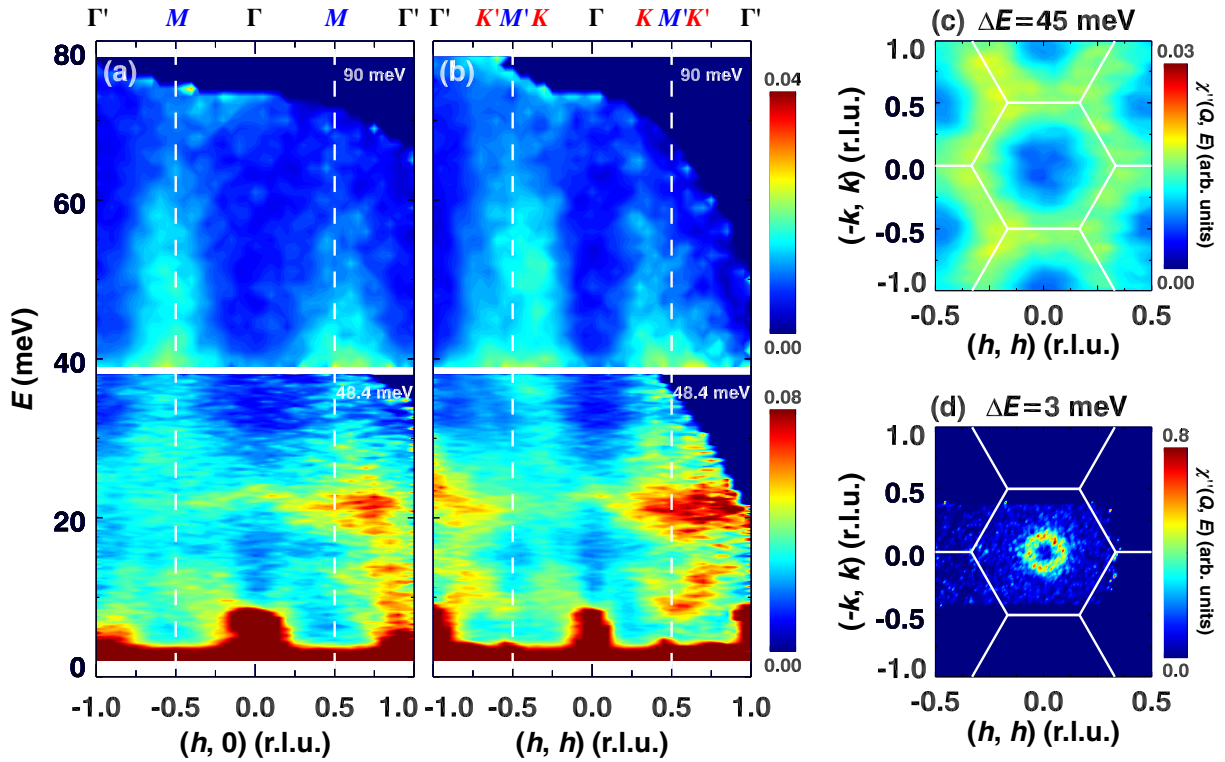 Γ' M Γ M Γ'
Γ' K' M' K Γ K M' K' Γ'
(a)
90 meV
(b)
90 meV
80
60
40
20
0
E (meV)
48.4 meV
48.4 meV
0.04
0.00
0.08
0.00
-1.0 -0.5 0.0 0.5 1.0
(h, 0) (r.l.u.)
-1.0 -0.5 0.0 0.5 1.0
(h, h) (r.l.u.)
(c) ΔE=45 meV
1.0
0.5
0.0
-0.5
-1.0
(-k, k) (r.l.u.)
-0.5 0.0 0.5
(h, h) (r.l.u.)
0.03
0.00
χ''(Q, E) (arb. units)
(d) ΔE=3 meV
1.0
0.5
0.0
-0.5
-1.0
(-k, k) (r.l.u.)
-0.5 0.0 0.5
(h, h) (r.l.u.)
0.8
0.0
χ''(Q, E) (arb. units)